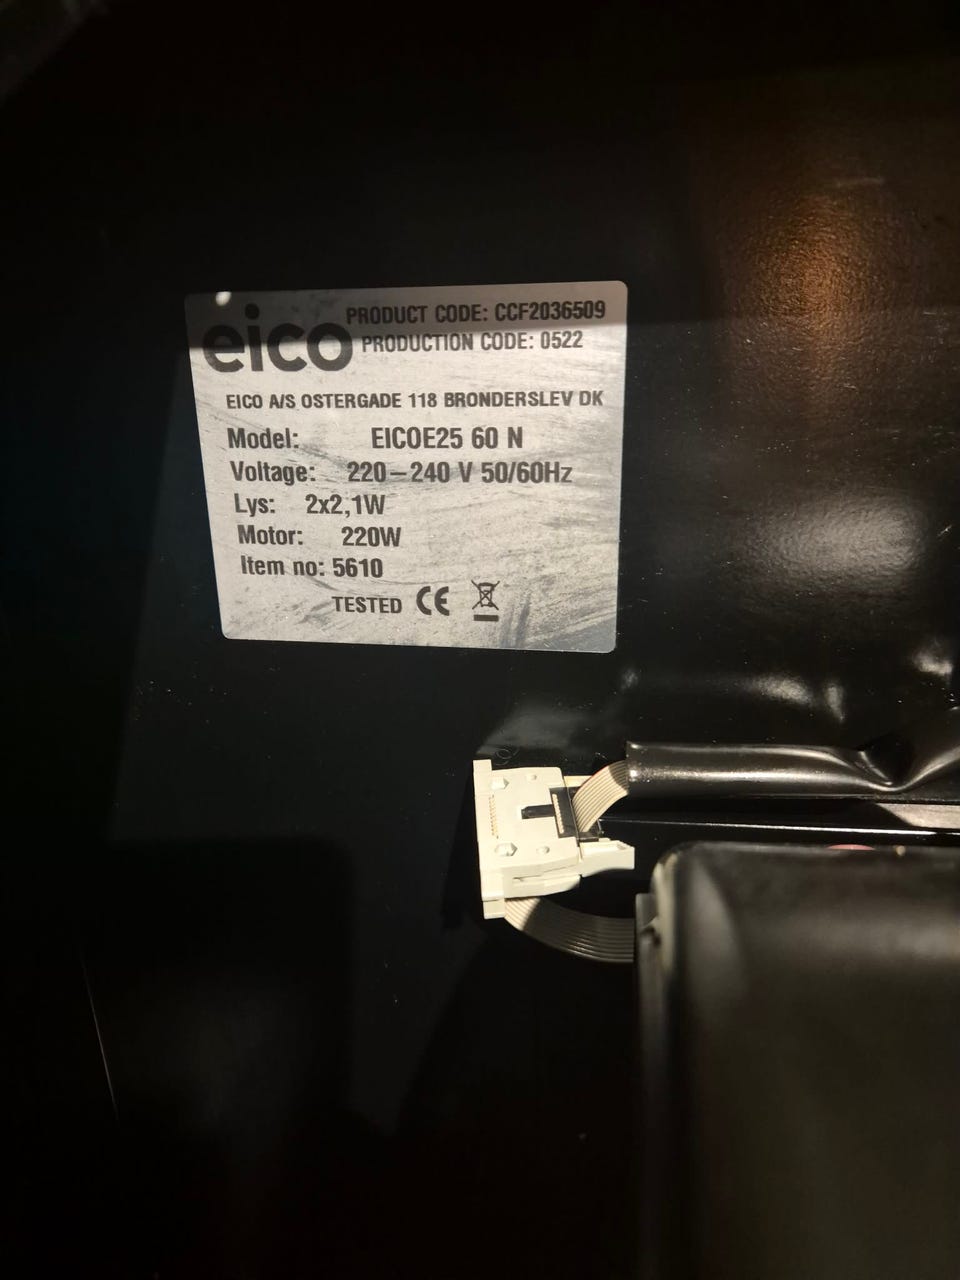 eico
PRODUCT CODE: CCF2036509
PRODUCTION CODE: 0522
EICO A/S OSTERGADE 118 BRONDERSLEV DK
Model: EICOE25 60 N
Voltage: 220-240 V 50/60Hz
Lys: 2x2,1W
Motor: 220W
Item no: 5610
TESTED CE